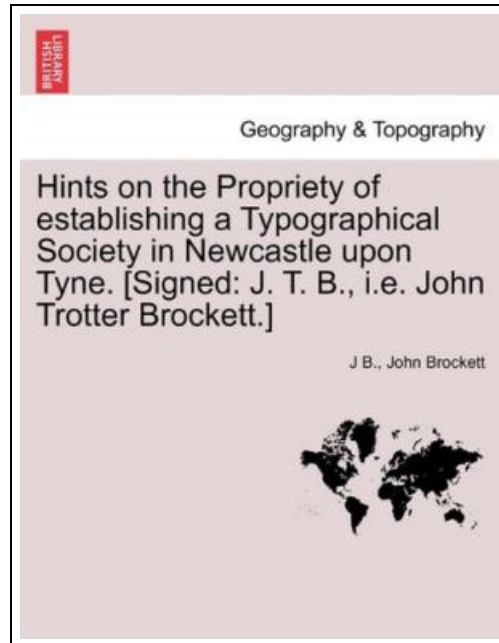 BRITISH
LIBRARY
Geography & Topography
Hints on the Propriety of
establishing a Typographical
Society in Newcastle upon
Tyne. [Signed: J. T. B., i.e. John
Trotter Brockett.]
J B., John Brockett